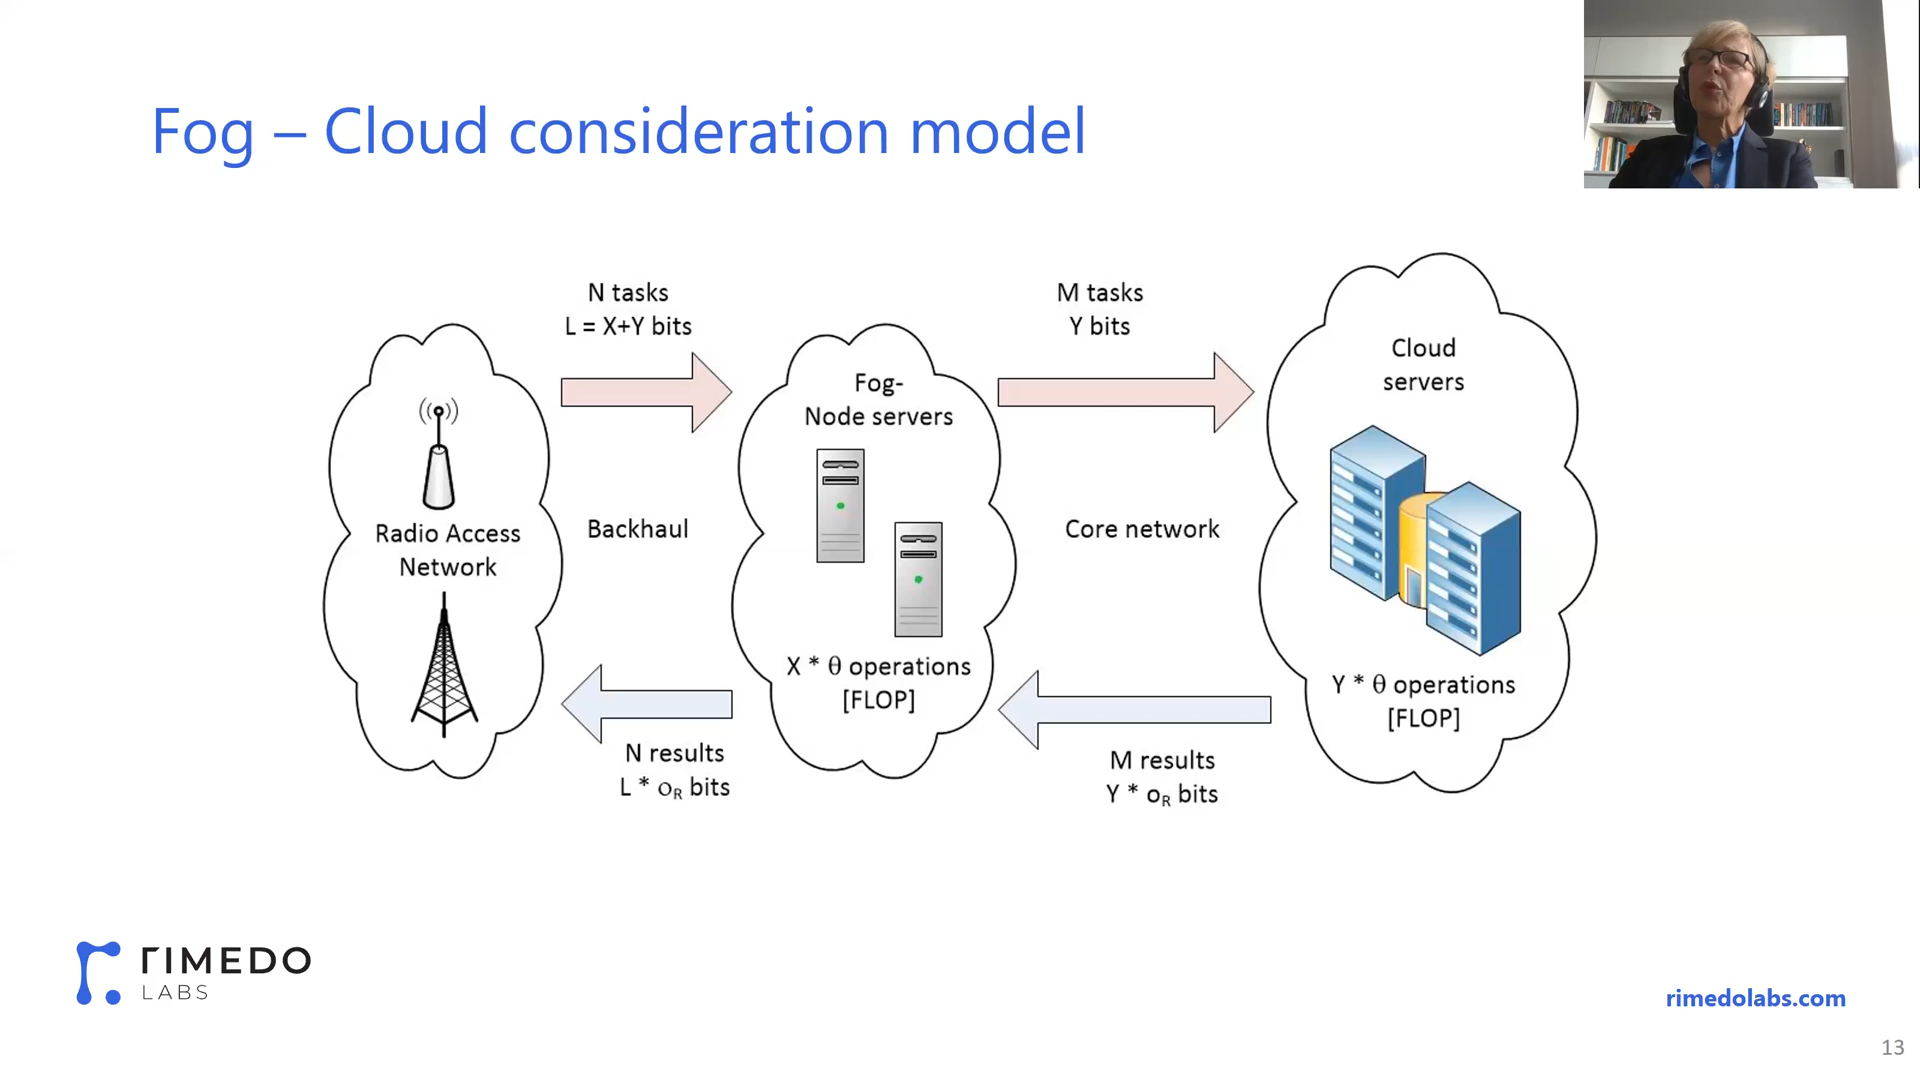 Fog – Cloud consideration model
N tasks
L = X+Y bits
M tasks
Y bits
Cloud
servers
Fog-
Node servers
Radio Access
Network
Backhaul
Core network
X * θ operations
[FLOP]
Y * θ operations
[FLOP]
N results
L * oR bits
M results
Y * oR bits
rIMEDO
LABS
rimedolabs.com
13